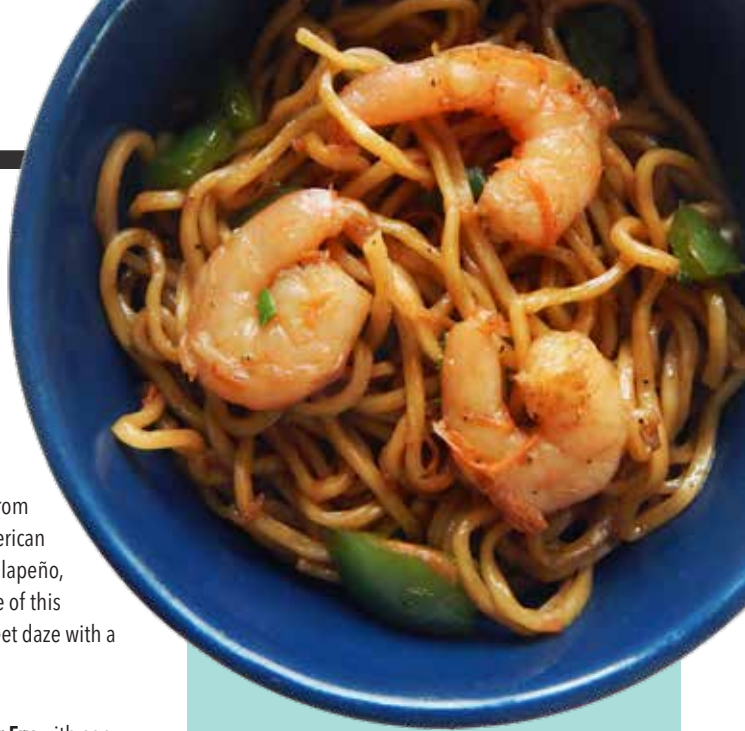 rom
erican
lapeño,
e of this
et daze with a